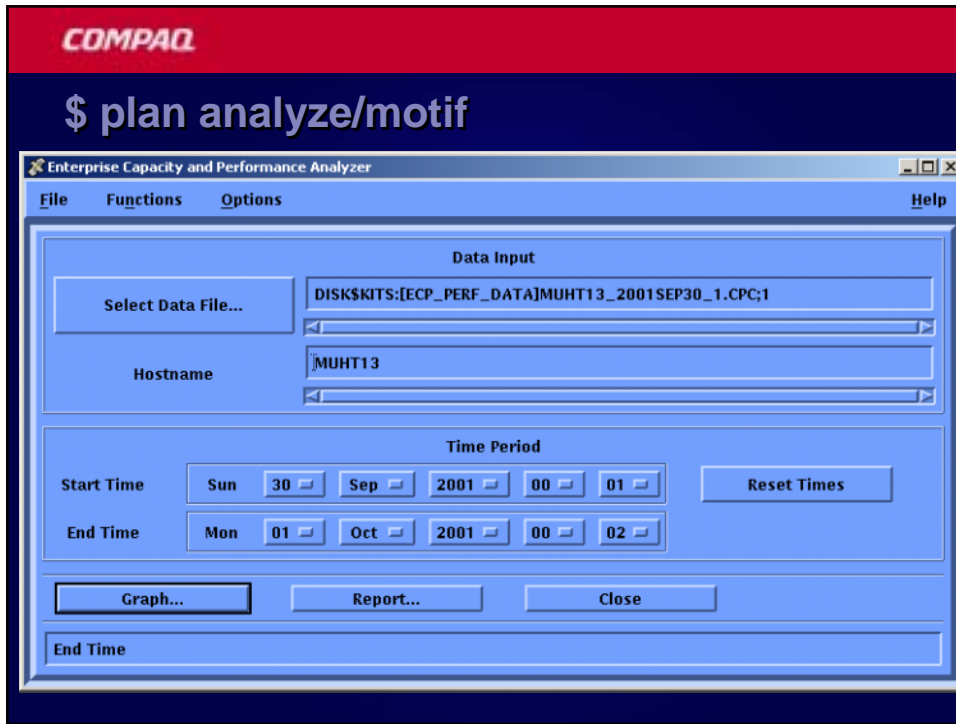 COMPAQ
$ plan analyze/motif
Enterprise Capacity and Performance Analyzer
File Functions Options Help
Data Input
Select Data File... DISK$KITS:[ECP_PERF_DATA]MUHT13_2001SEP30_1.CPC;1
Hostname MUHT13
Time Period
Start Time Sun 30 Sep 2001 00 01 Reset Times
End Time Mon 01 Oct 2001 00 02
Graph... Report... Close
End Time